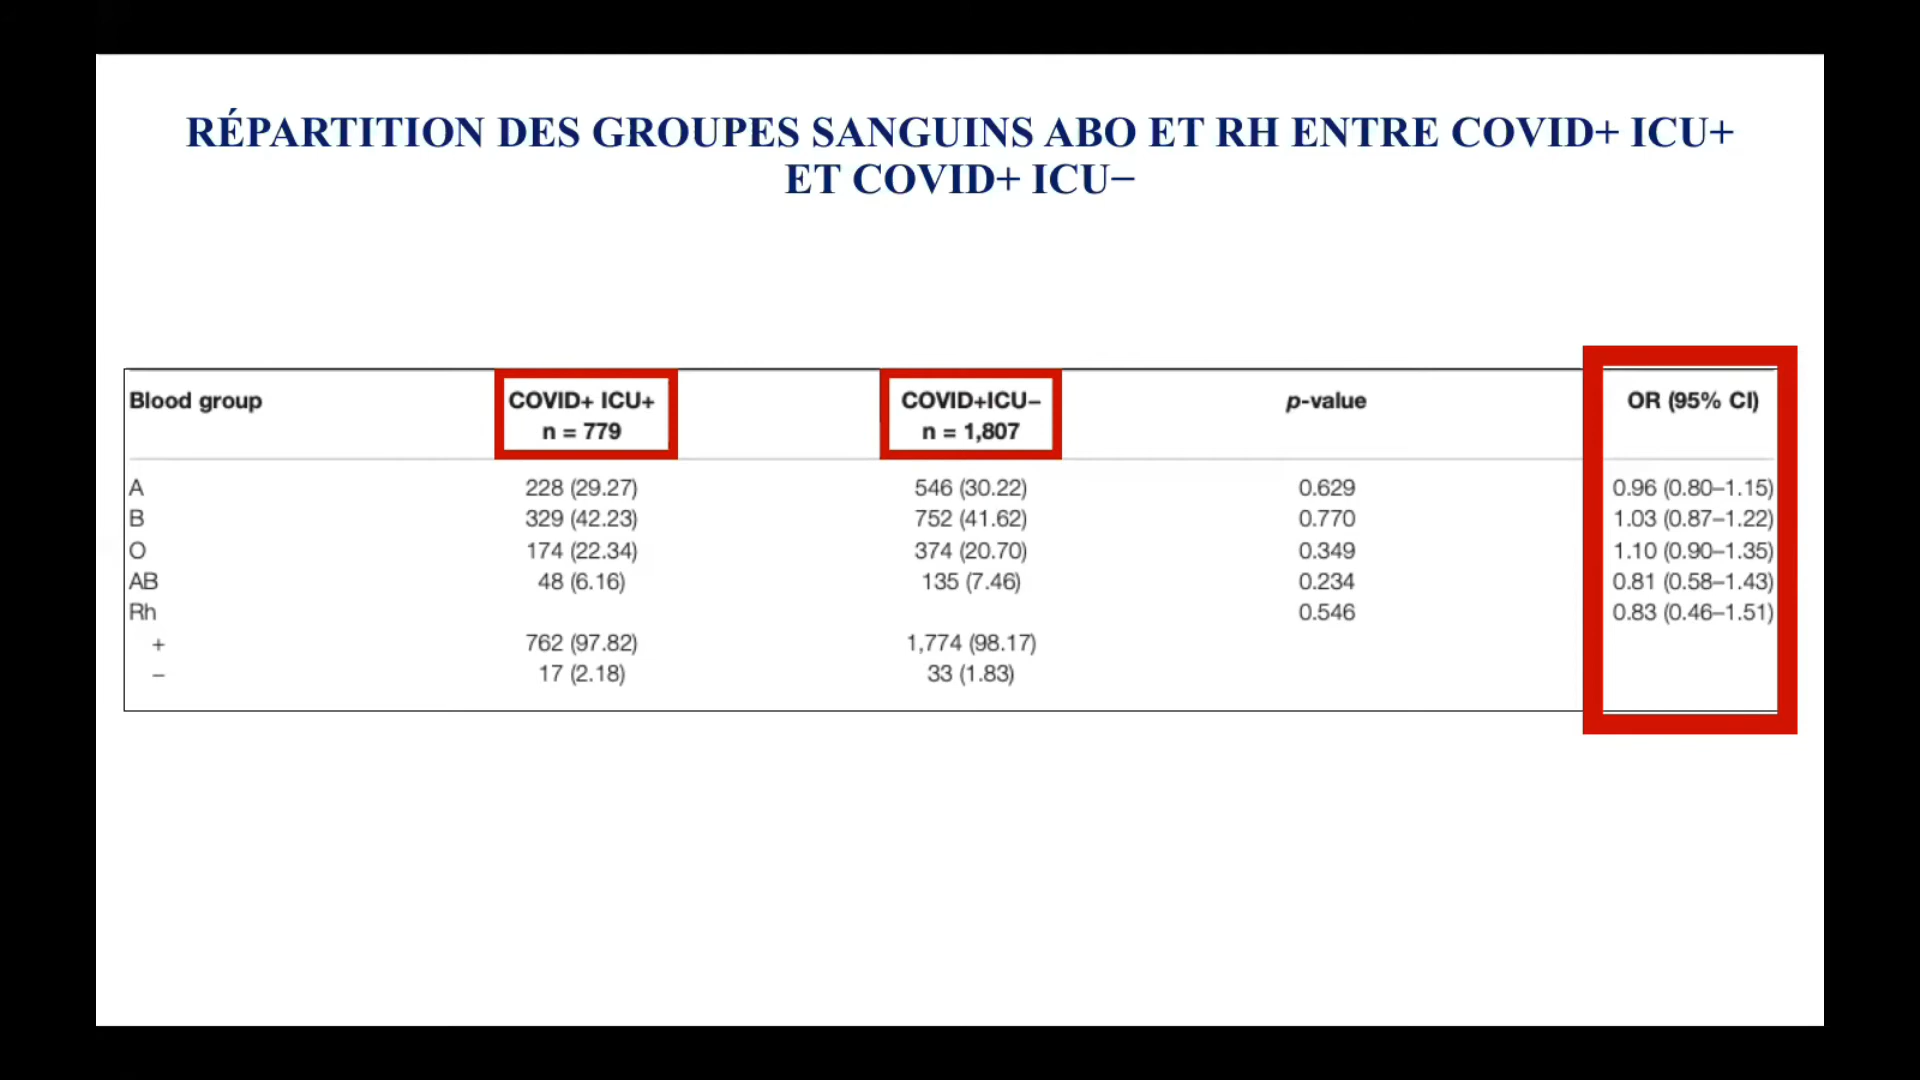 RÉPARTITION DES GROUPES SANGUINS ABO ET RH ENTRE COVID+ ICU+
ET COVID+ ICU−
Blood group COVID+ ICU+ COVID+ICU− p-value OR (95% CI)
n = 779 n = 1,807
A 228 (29.27) 546 (30.22) 0.629 0.96 (0.80–1.15)
B 329 (42.23) 752 (41.62) 0.770 1.03 (0.87–1.22)
O 174 (22.34) 374 (20.70) 0.349 1.10 (0.90–1.35)
AB 48 (6.16) 135 (7.46) 0.234 0.81 (0.58–1.43)
Rh 0.546 0.83 (0.46–1.51)
+ 762 (97.82) 1,774 (98.17)
− 17 (2.18) 33 (1.83)